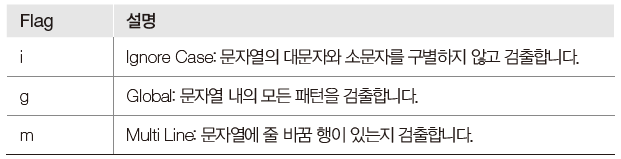 Flag 설명
i Ignore Case: 문자열의 대문자와 소문자를 구별하지 않고 검출합니다.
g Global: 문자열 내의 모든 패턴을 검출합니다.
m Multi Line: 문자열에 줄 바꿈 행이 있는지 검출합니다.